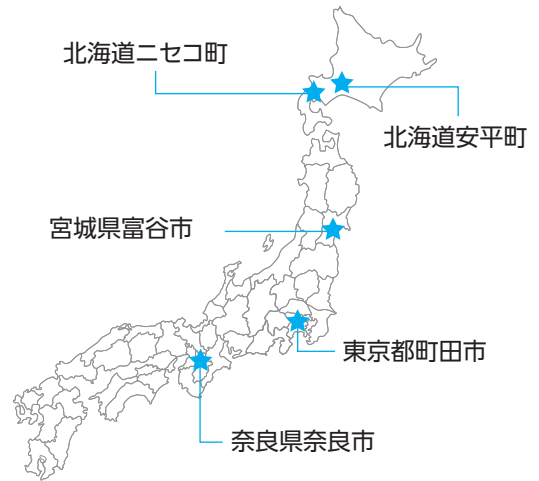 北海道ニセコ町
北海道安平町
宮城県富谷市
東京都町田市
奈良県奈良市